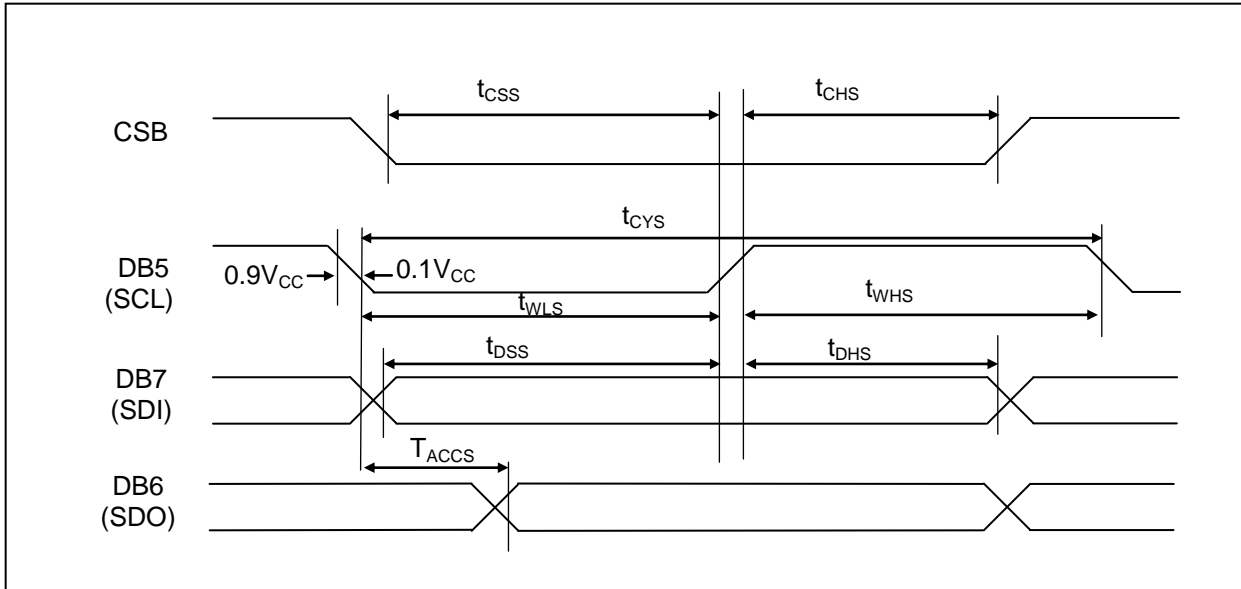 tCSS
tCHS
CSB
tCYS
DB5
(SCL)
0.9VCC
0.1VCC
tWLS
tWHS
tDSS
tDHS
DB7
(SDI)
TACCS
DB6
(SDO)